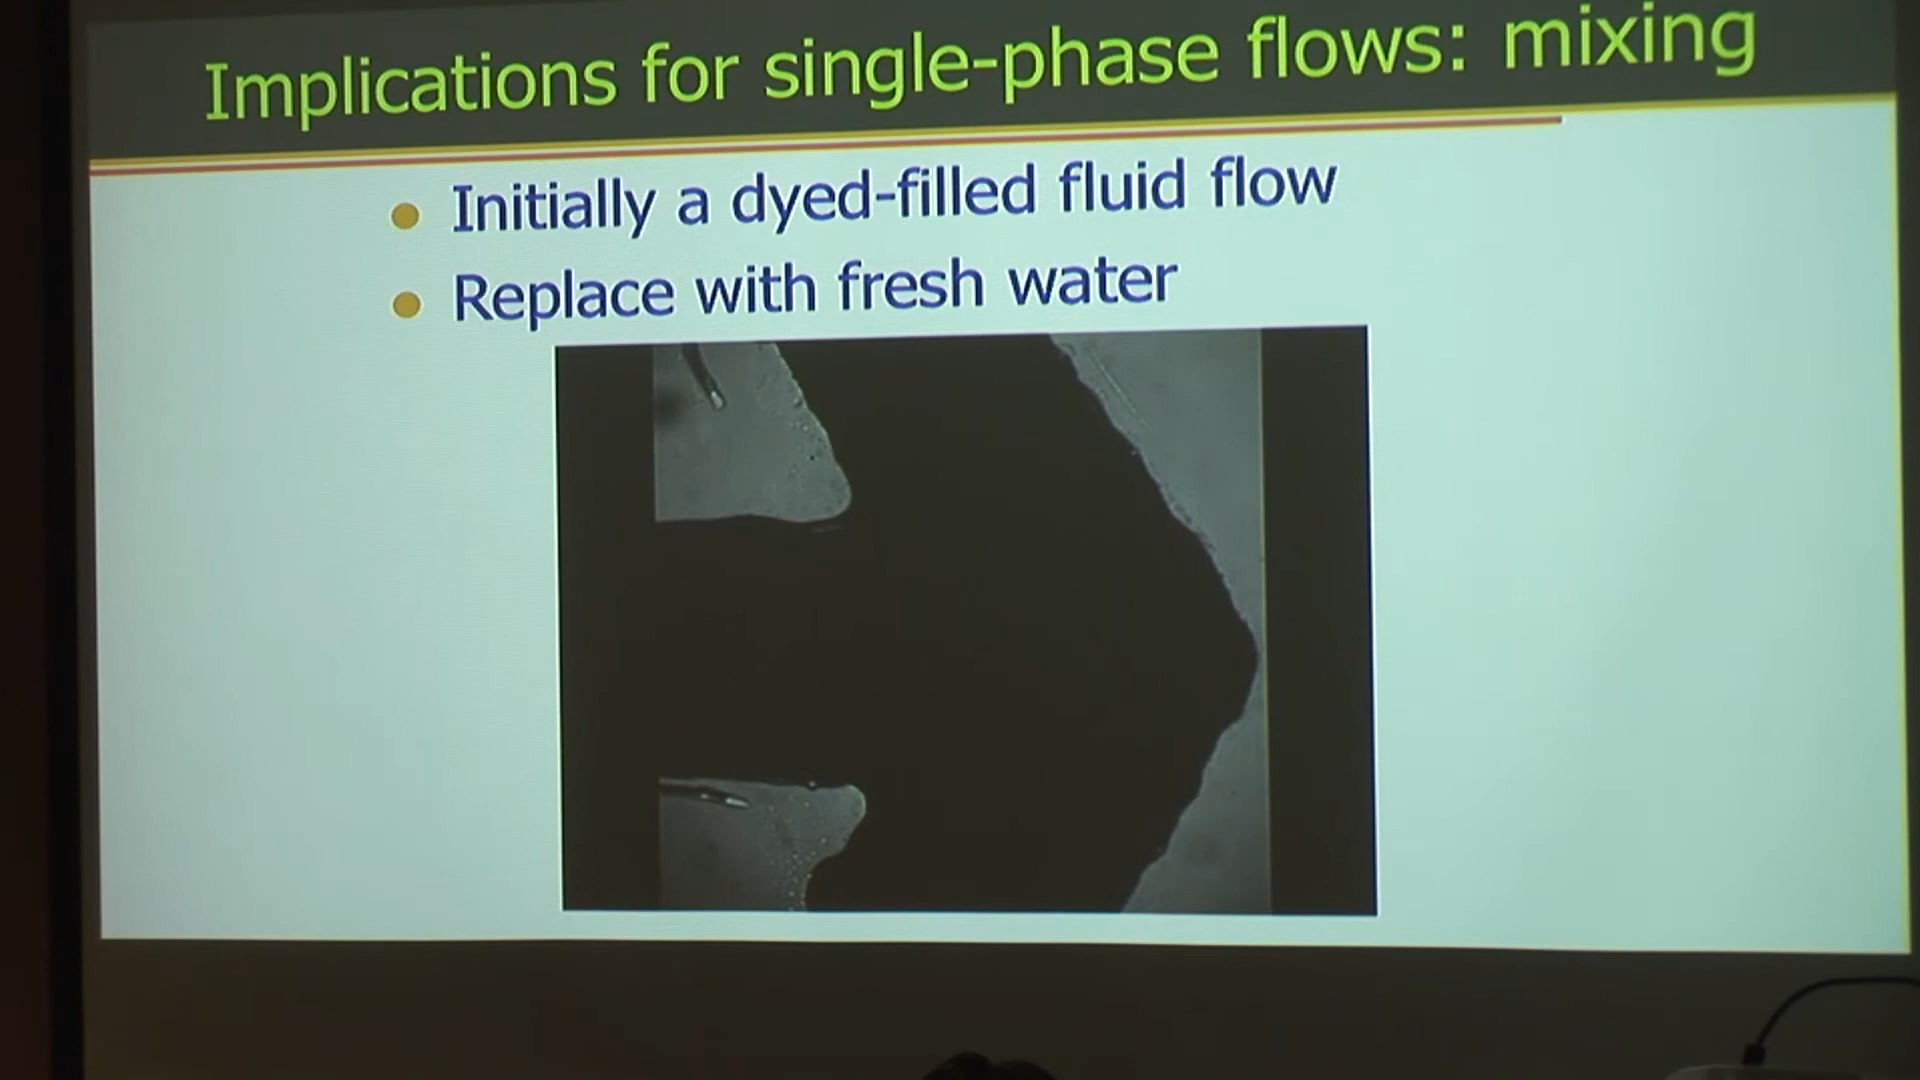 Implications for single-phase flows: mixing
Initially a dyed-filled fluid flow
Replace with fresh water